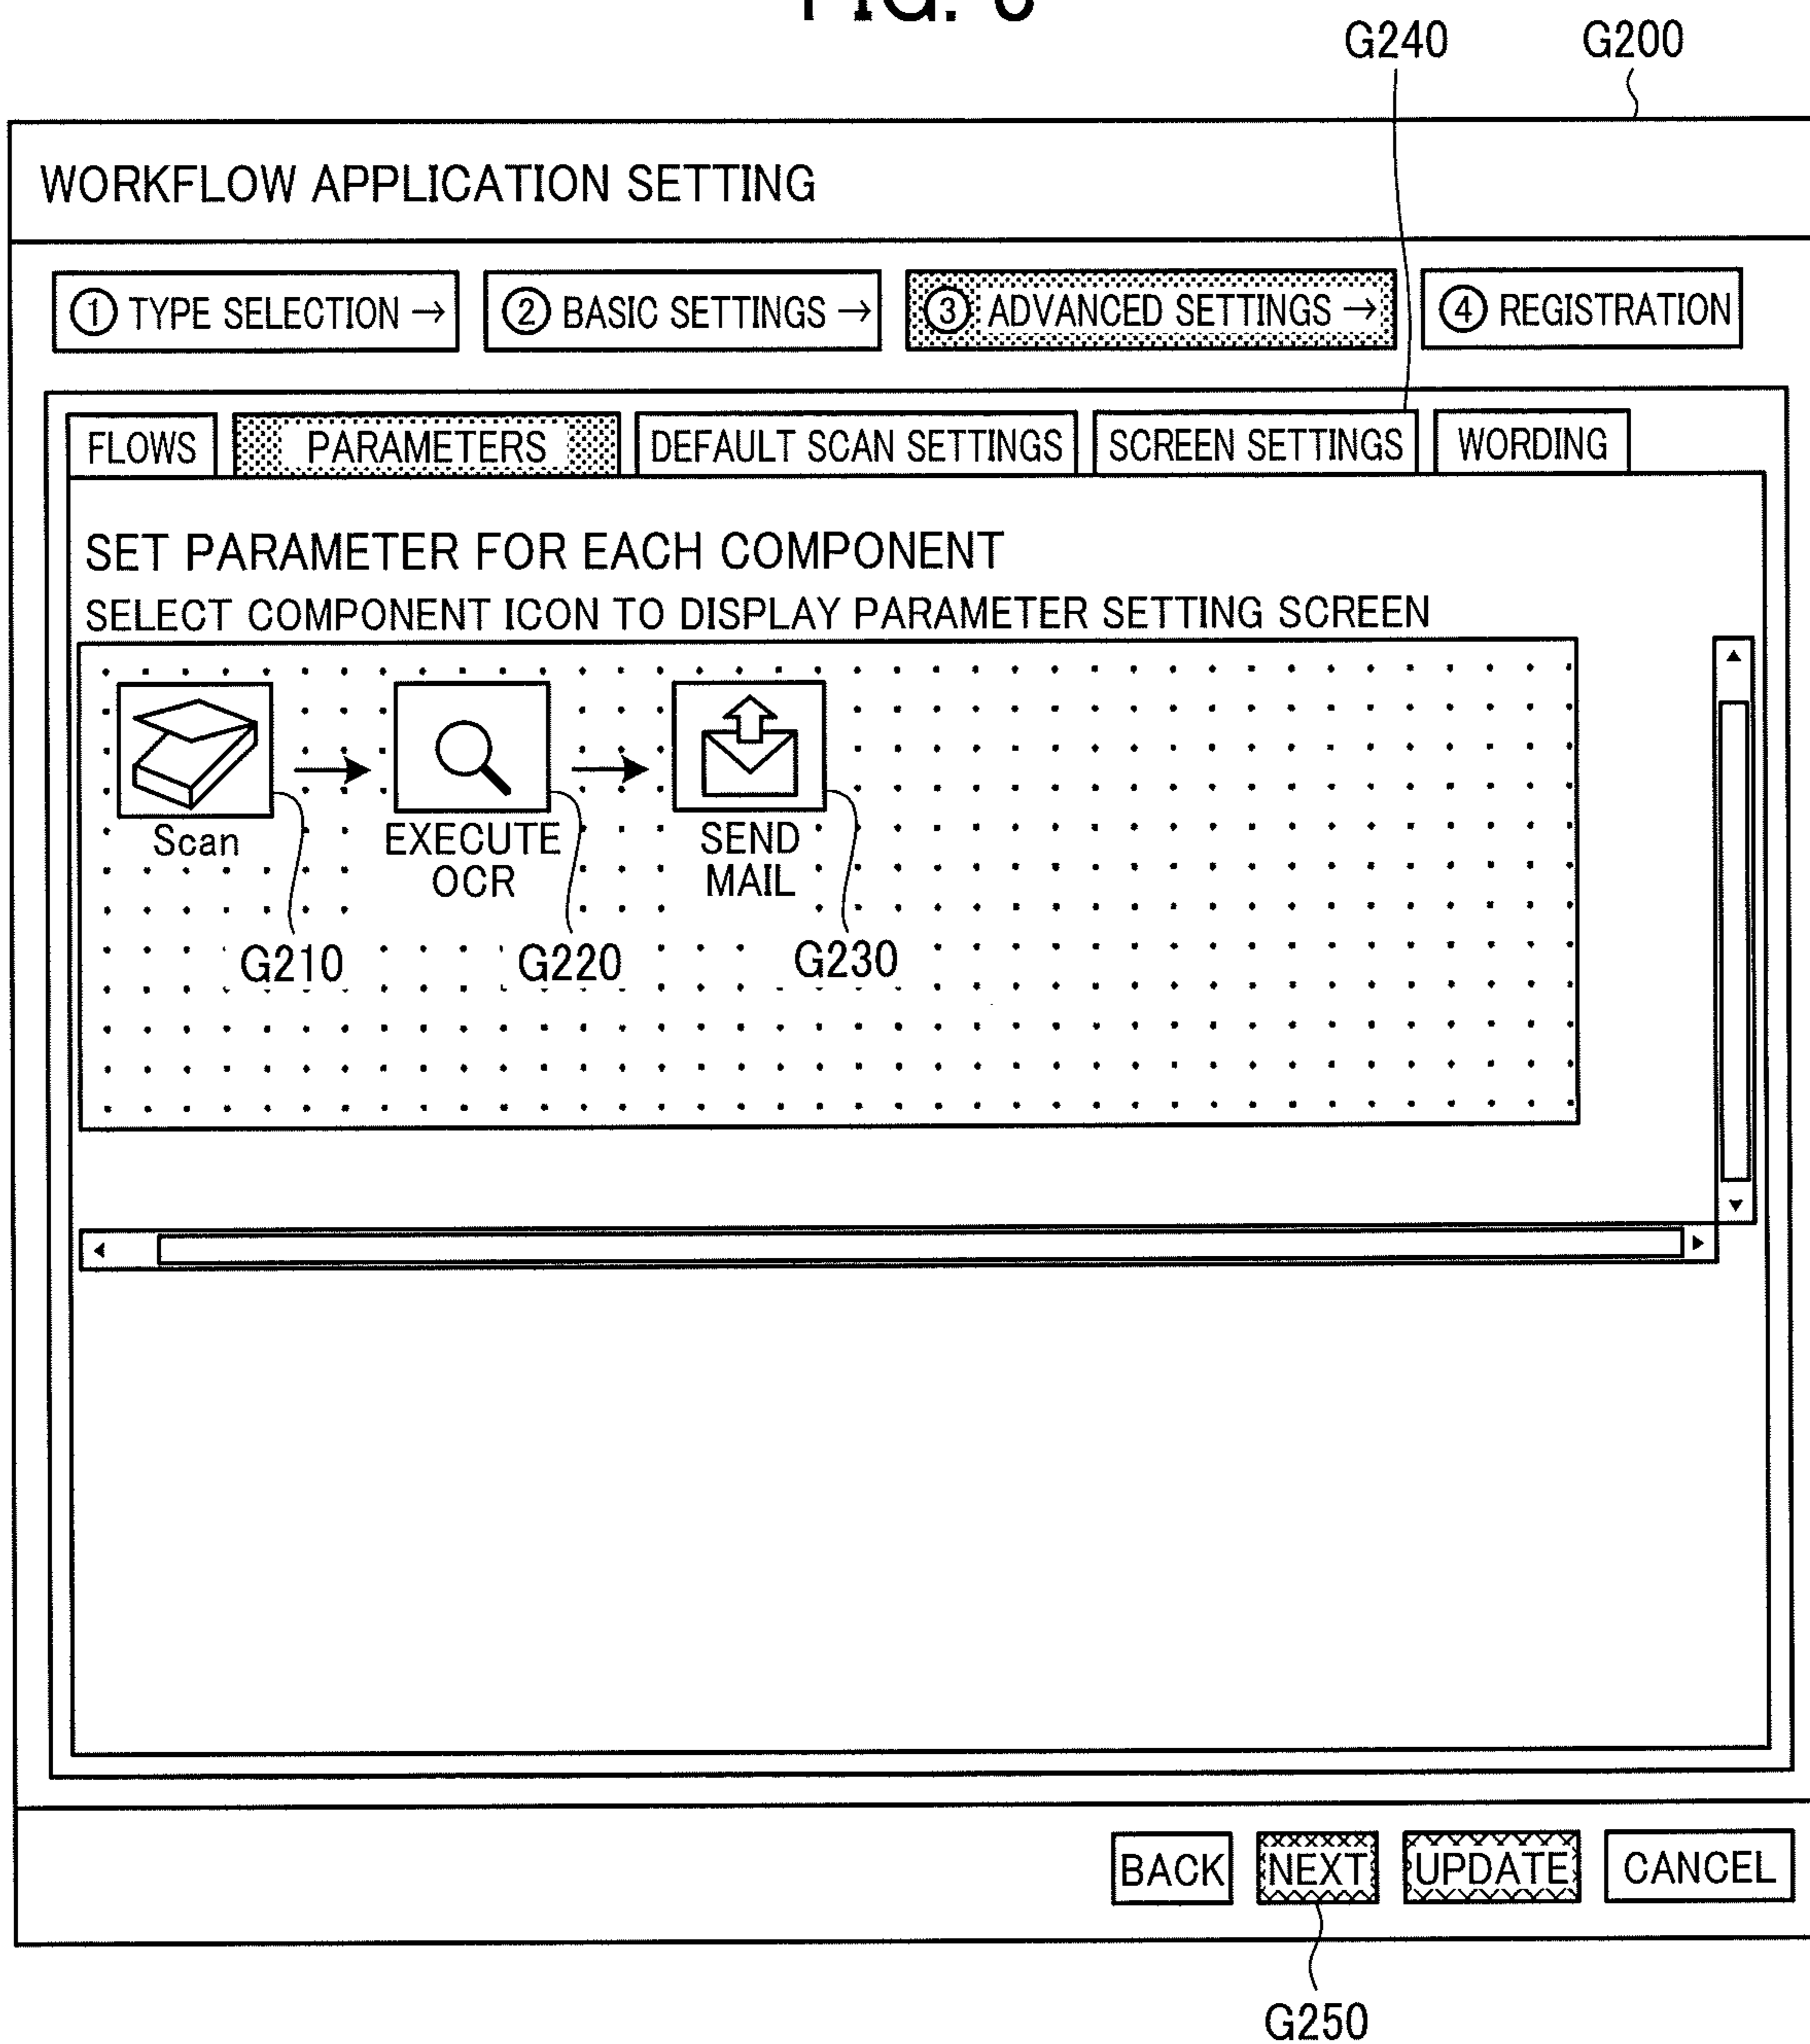 FIG.
G240 G200
WORKFLOW APPLICATION SETTING
① TYPE SELECTION → ② BASIC SETTINGS → ③ ADVANCED SETTINGS → ④ REGISTRATION
FLOWS PARAMETERS DEFAULT SCAN SETTINGS SCREEN SETTINGS WORDING
SET PARAMETER FOR EACH COMPONENT
SELECT COMPONENT ICON TO DISPLAY PARAMETER SETTING SCREEN
Scan EXECUTE SEND
OCR MAIL
G210 G220 G230
BACK NEXT UPDATE CANCEL
G250